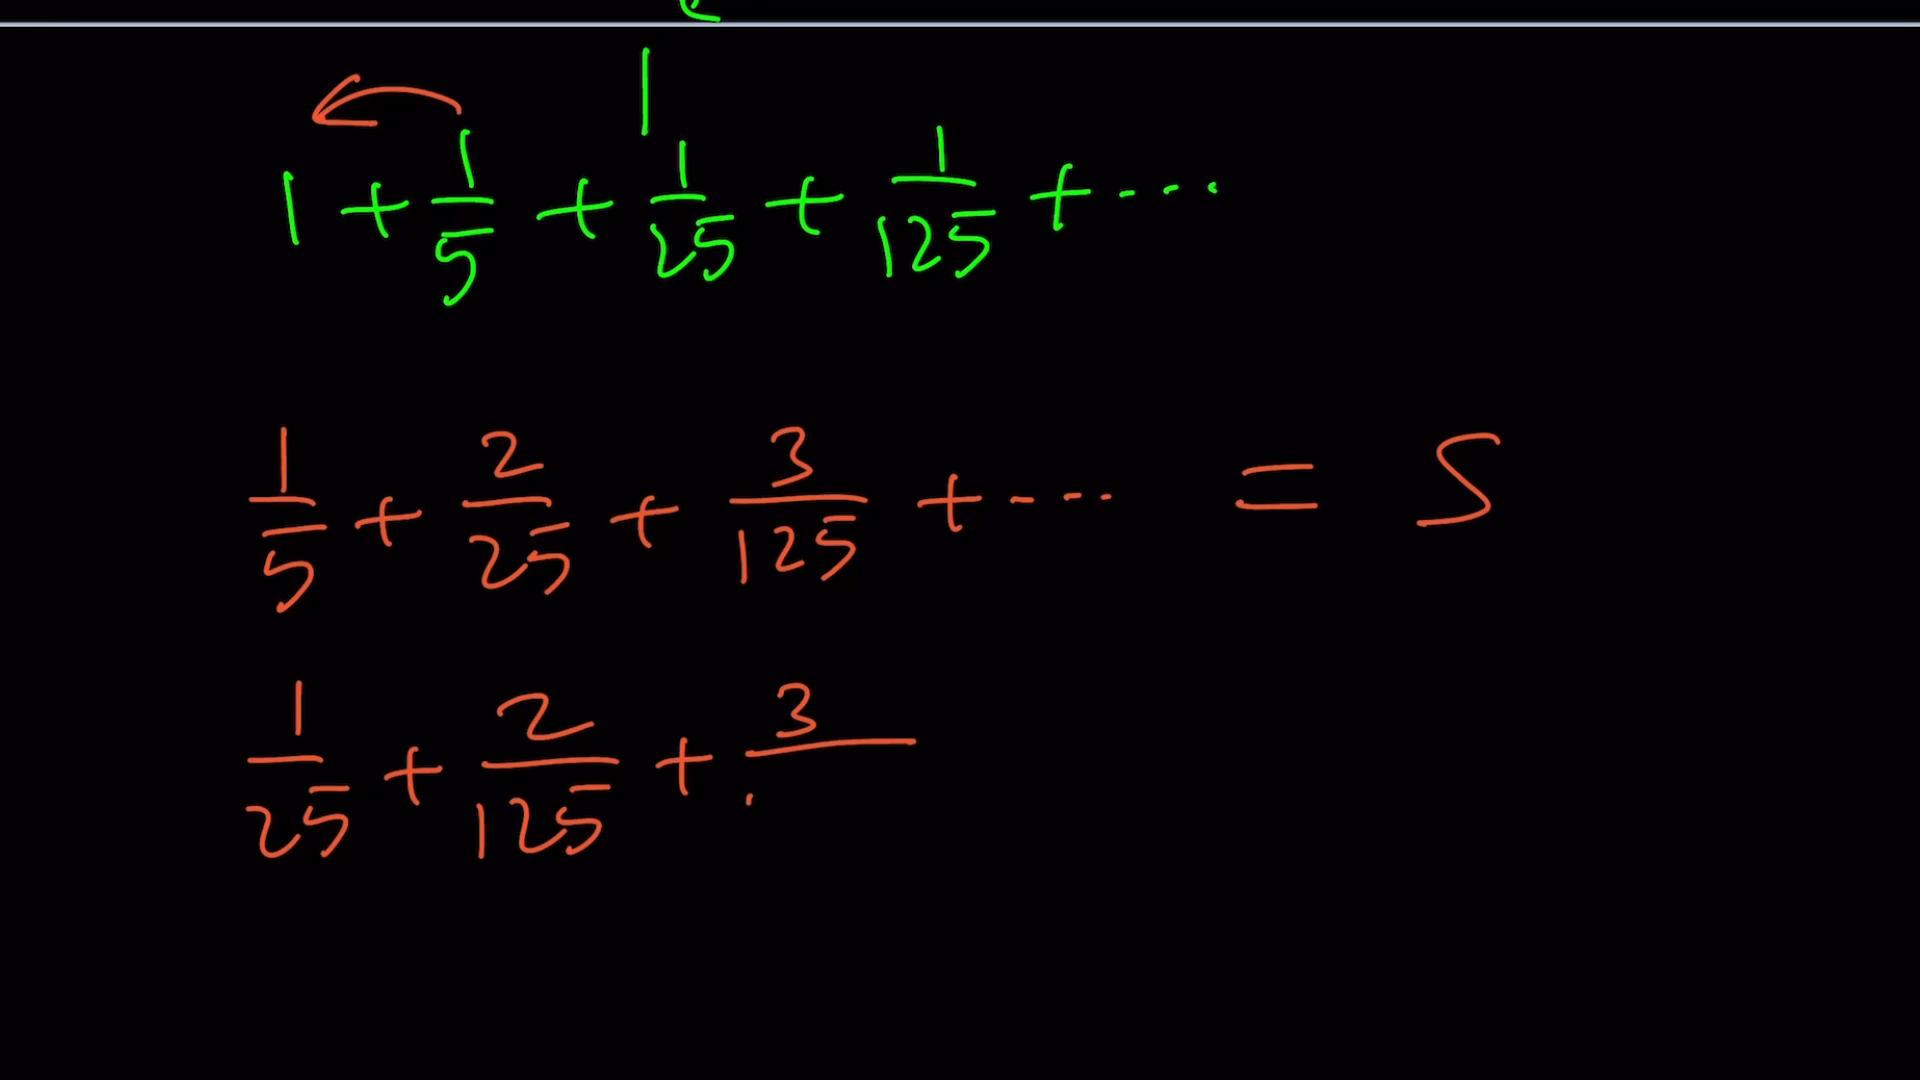 1
1 + 1/5 + 1/25 + 1/125 + ...
1/5 + 2/25 + 3/125 + ... = S
1/25 + 2/125 + 3/